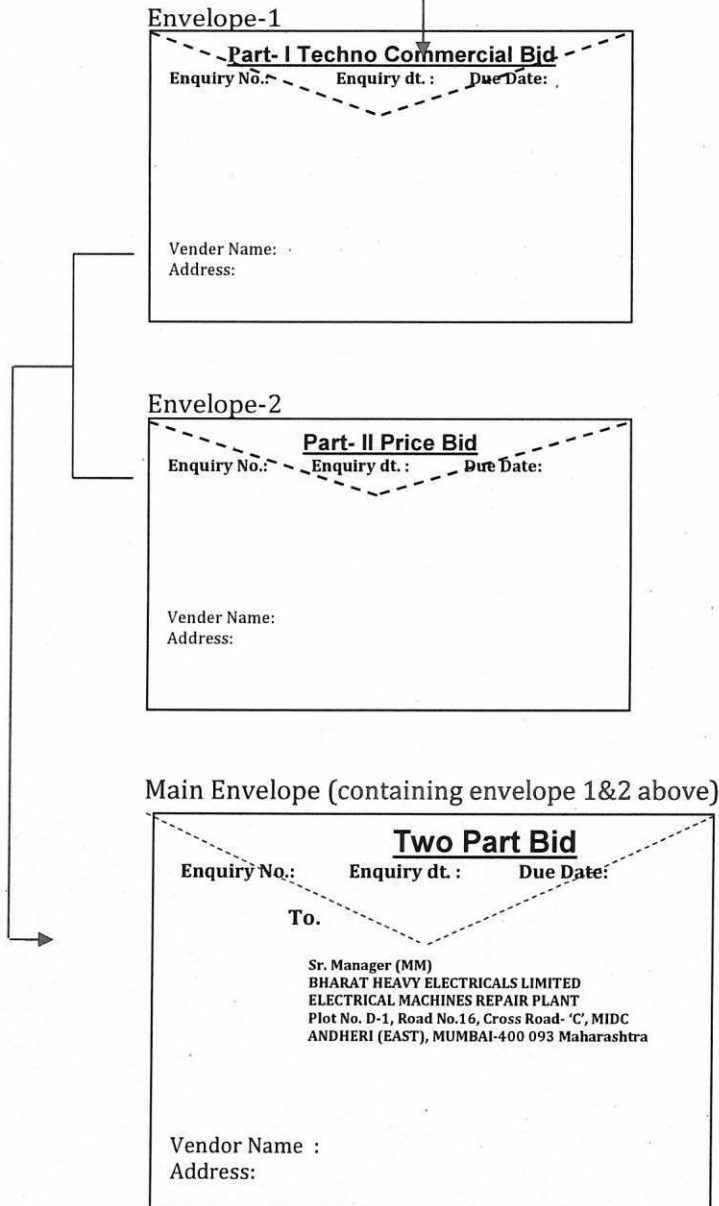 Envelope-1
Part- I Techno Commercial Bid
Enquiry No.: Enquiry dt. : Due Date:
Vender Name:
Address:
Envelope-2
Part- II Price Bid
Enquiry No.: Enquiry dt. : Due Date:
Vender Name:
Address:
Main Envelope (containing envelope 1&2 above)
Two Part Bid
Enquiry No.: Enquiry dt. : Due Date:
To.
Sr. Manager (MM)
BHARAT HEAVY ELECTRICALS LIMITED
ELECTRICAL MACHINES REPAIR PLANT
Plot No. D-1, Road No.16, Cross Road- ‘C’, MIDC
ANDHERI (EAST), MUMBAI-400 093 Maharashtra
Vendor Name :
Address: